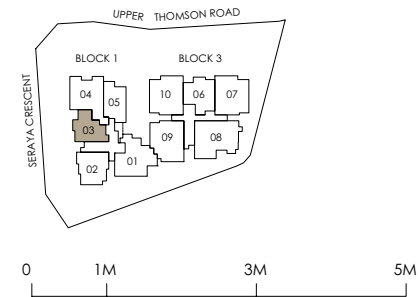 UPPER THOMSON ROAD
SERAYA CRESCENT
BLOCK 1
BLOCK 3
04
05
10
06
07
03
02
01
09
08
0
1M
3M
5M